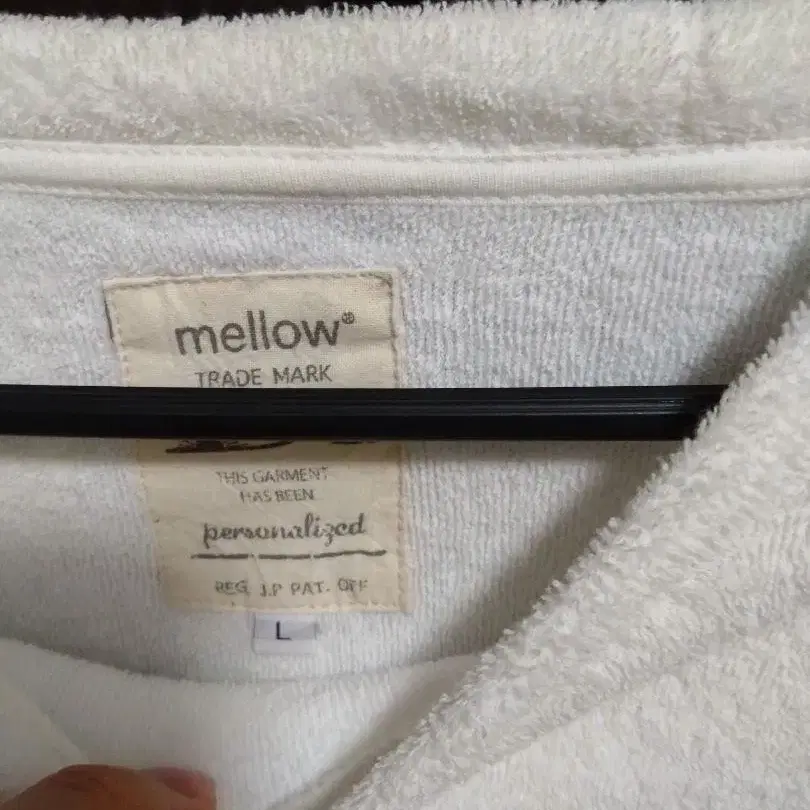 mellow®
TRADE MARK
THIS GARMENT
HAS BEEN
personalized
REG. J.P PAT. OFF
L